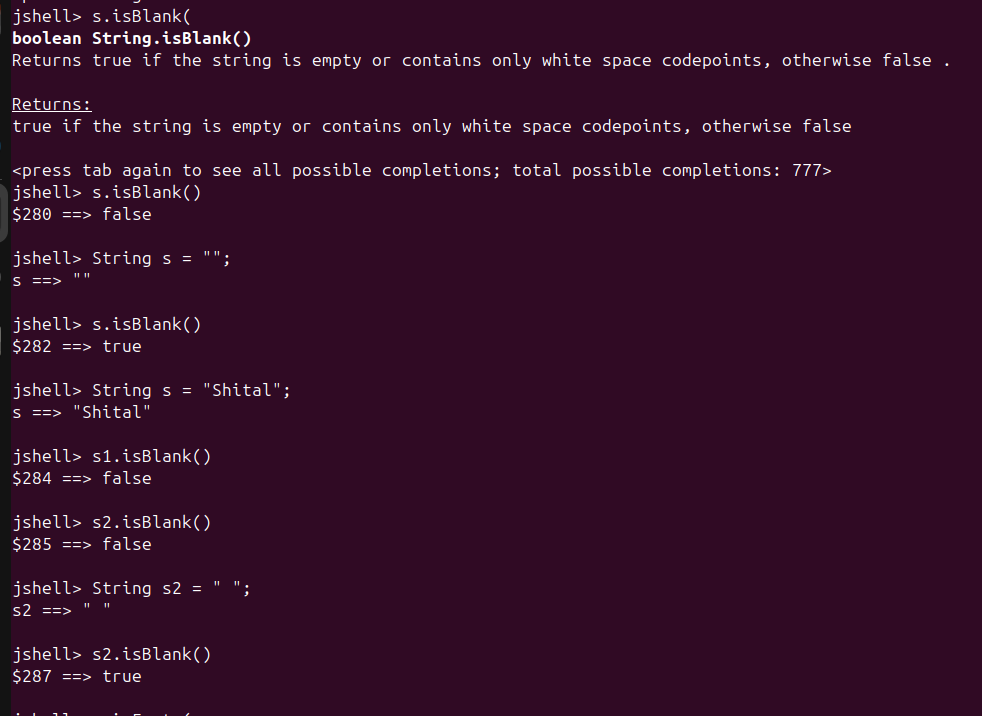 jshell> s.isBlank(
boolean String.isBlank()
Returns true if the string is empty or contains only white space codepoints, otherwise false .
Returns:
true if the string is empty or contains only white space codepoints, otherwise false
<press tab again to see all possible completions; total possible completions: 777>
jshell> s.isBlank()
$280 ==> false
jshell> String s = "";
s ==> ""
jshell> s.isBlank()
$282 ==> true
jshell> String s = "Shital";
s ==> "Shital"
jshell> s1.isBlank()
$284 ==> false
jshell> s2.isBlank()
$285 ==> false
jshell> String s2 = " ";
s2 ==> " "
jshell> s2.isBlank()
$287 ==> true